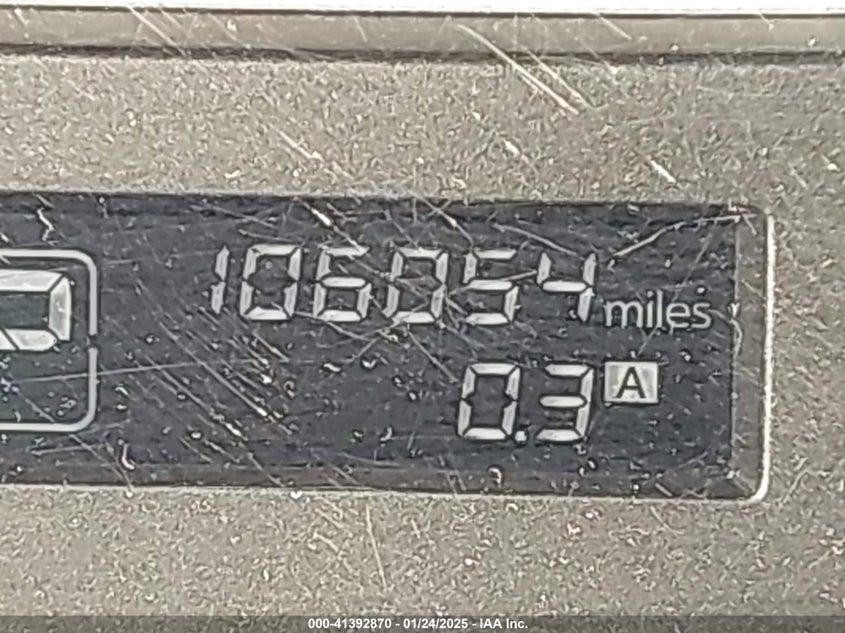 106054 miles
0.3 A
000-41392870 - 01/24/2025 - IAA Inc.